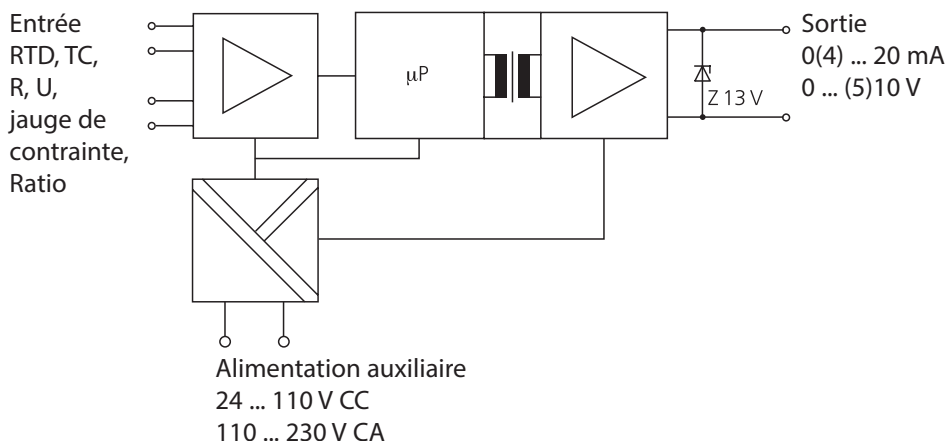 Entrée
RTD, TC,
R, U,
jauge de
contrainte,
Ratio
µP
Z 13 V
Sortie
0(4) ... 20 mA
0 ... (5)10 V
Alimentation auxiliaire
24 ... 110 V CC
110 ... 230 V CA